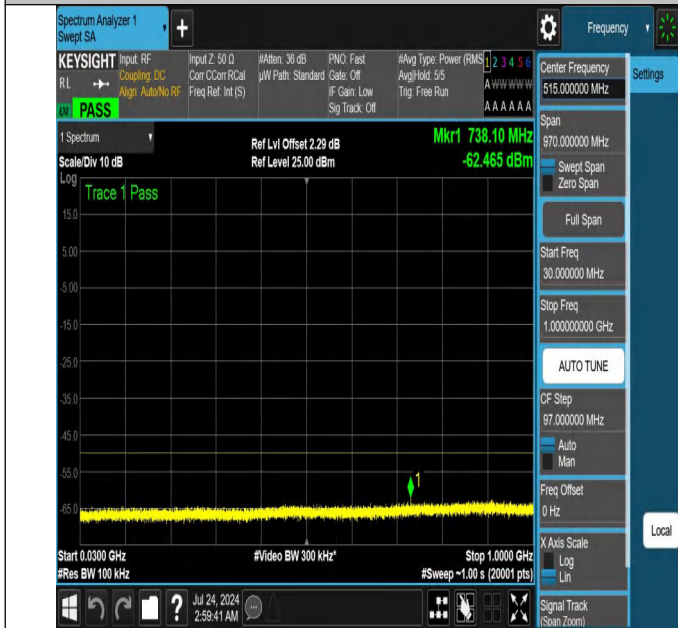 Spectrum Analyzer 1
Swept SA
+
Frequency
KEYSIGHT
RL
LXI
PASS
Input: RF
Coupling: DC
Align: Auto/No RF
Input Z: 50 Ω
Corr CCorr RCal
Freq Ref: Int (S)
#Atten: 36 dB
µW Path: Standard
PNO: Fast
Gate: Off
IF Gain: Low
Sig Track: Off
#Avg Type: Power (RMS
Avg|Hold: 5/5
Trig: Free Run
1 2 3 4 5 6
A W W W W W
A A A A A A
1 Spectrum
Scale/Div 10 dB
Log
Ref Lvl Offset 2.29 dB
Ref Level 25.00 dBm
Mkr1 738.10 MHz
-62.465 dBm
Trace 1 Pass
15.0
5.00
-5.00
-15.0
-25.0
-35.0
-45.0
-55.0
-65.0
1
Start 0.0300 GHz
#Res BW 100 kHz
#Video BW 300 kHz*
Stop 1.0000 GHz
#Sweep ~1.00 s (20001 pts)
Center Frequency
515.000000 MHz
Settings
Span
970.000000 MHz
Swept Span
Zero Span
Full Span
Start Freq
30.000000 MHz
Stop Freq
1.000000000 GHz
AUTO TUNE
CF Step
97.000000 MHz
Auto
Man
Freq Offset
0 Hz
Local
X Axis Scale
Log
Lin
Signal Track
(Span Zoom)
?
Jul 24, 2024
2:59:41 AM